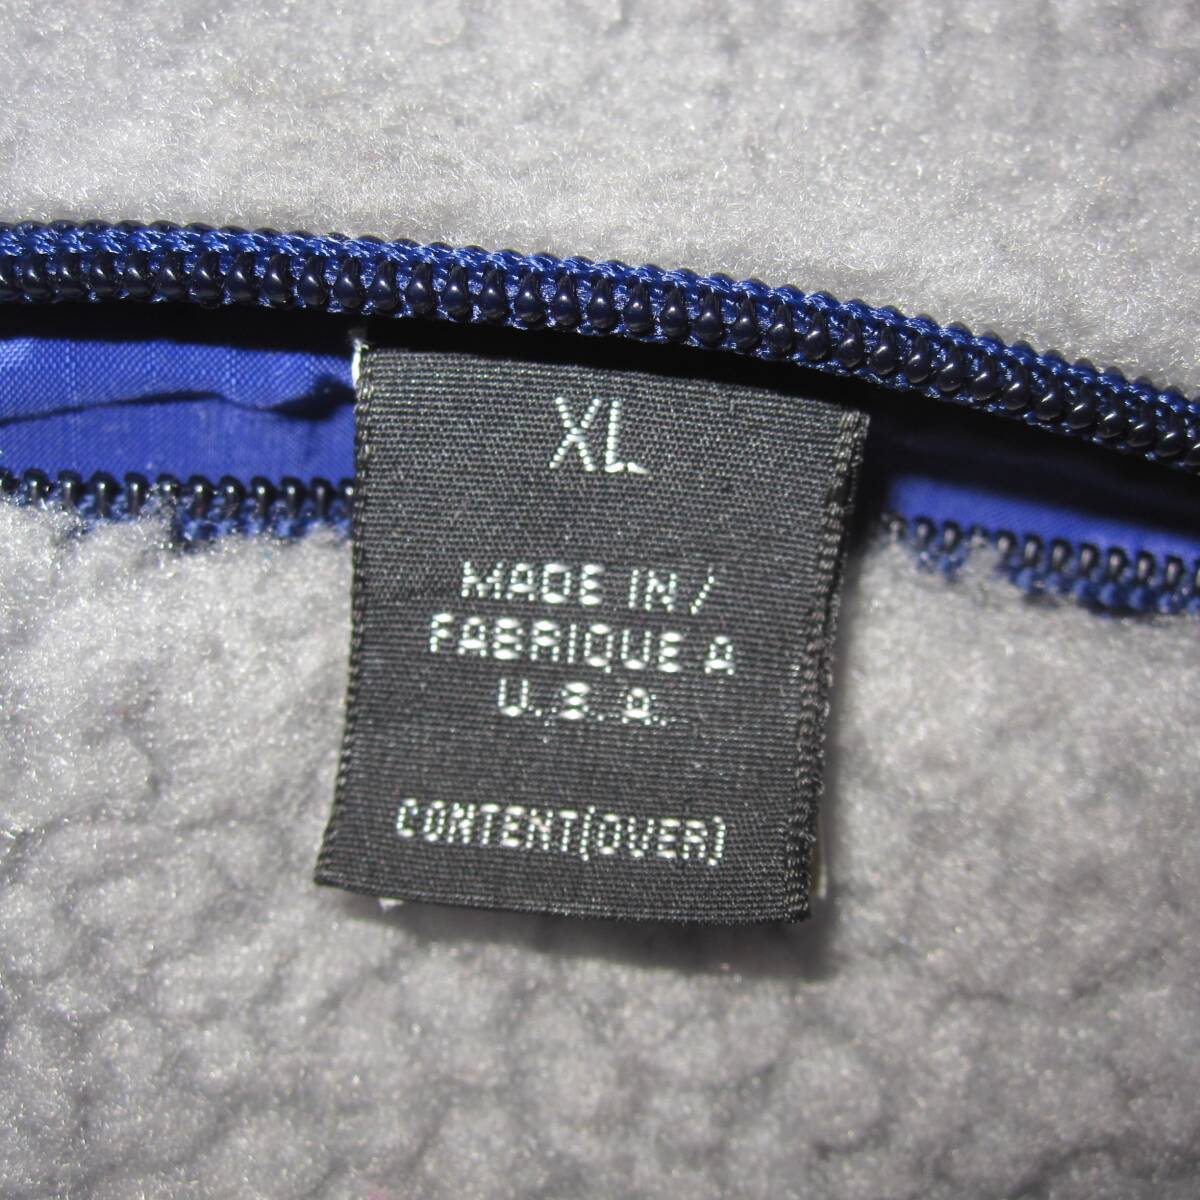 XL
MADE IN /
FABRIQUE A
U.S.A.
CONTENT(OVER)